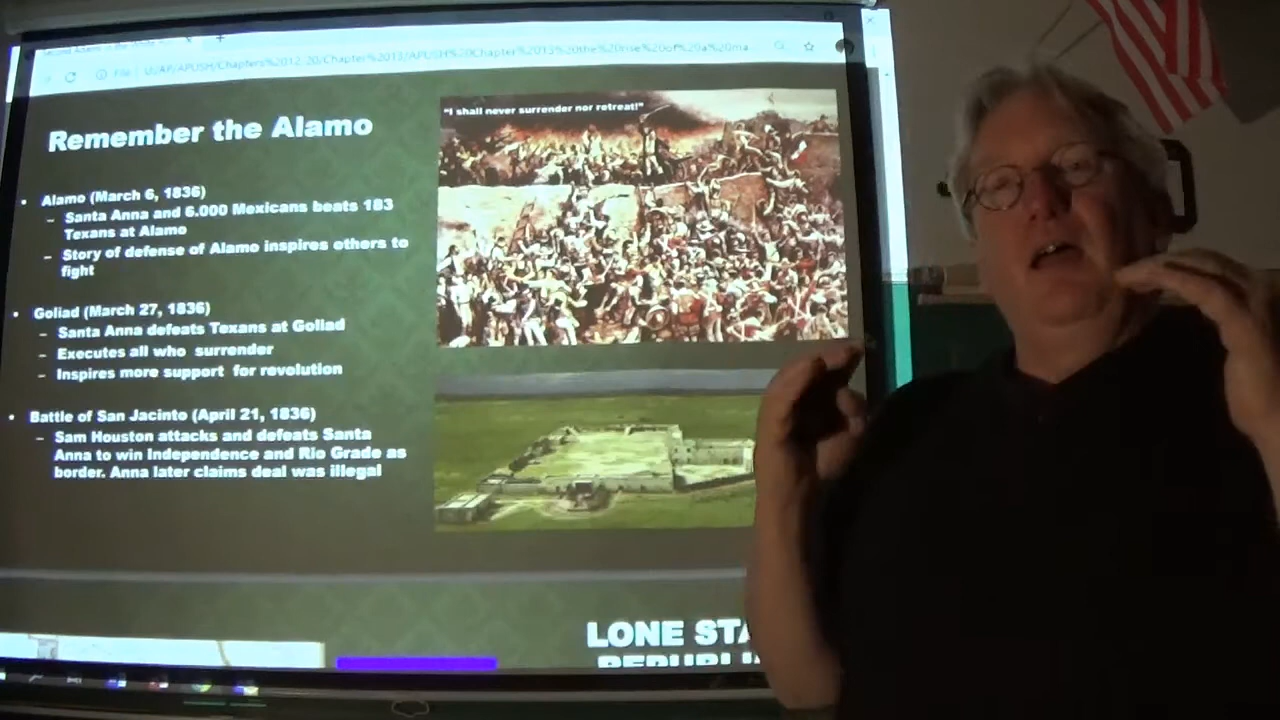 Remember the Alamo
"I shall never surrender nor retreat!"
• Alamo (March 6, 1836)
– Santa Anna and 6.000 Mexicans beats 183
Texans at Alamo
– Story of defense of Alamo inspires others to
fight
• Goliad (March 27, 1836)
– Santa Anna defeats Texans at Goliad
– Executes all who surrender
– Inspires more support for revolution
• Battle of San Jacinto (April 21, 1836)
– Sam Houston attacks and defeats Santa
Anna to win Independence and Rio Grade as
border. Anna later claims deal was illegal
LONE STA